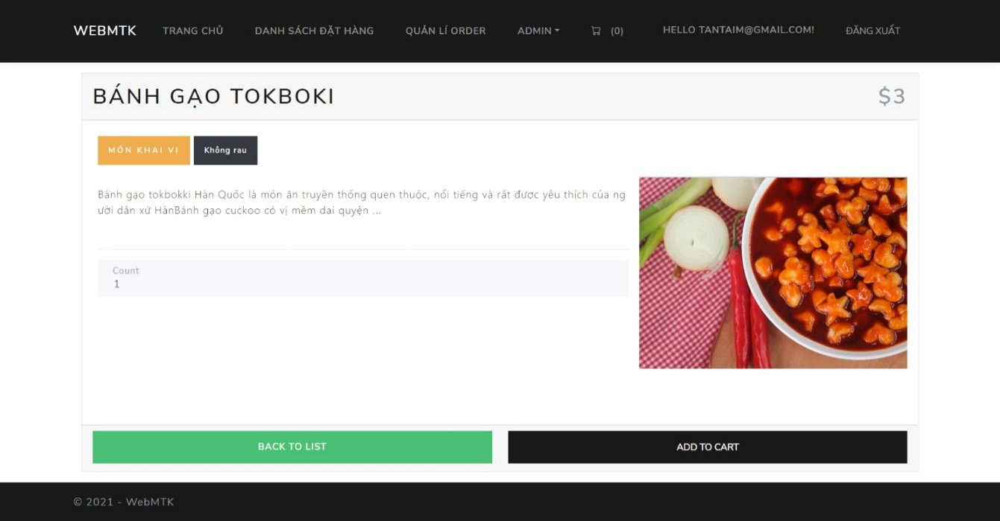 WEBMTK TRANG CHỦ DANH SÁCH ĐẶT HÀNG QUẢN LÍ ORDER ADMIN (0) HELLO TANTAIM@GMAIL.COM! ĐĂNG XUẤT
BÁNH GẠO TOKBOKI $3
MÓN KHAI VỊ Không rau
Bánh gạo tokbokki Hàn Quốc là món ăn truyền thống quen thuộc, nổi tiếng và rất được yêu thích của ng
ười dân xứ HànBánh gạo cuckoo có vị mềm dai quyện ...
Count
1
BACK TO LIST ADD TO CART
© 2021 - WebMTK